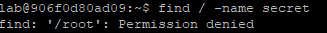 lab@906f0d80ad09:~$ find / -name secret
find: '/root': Permission denied